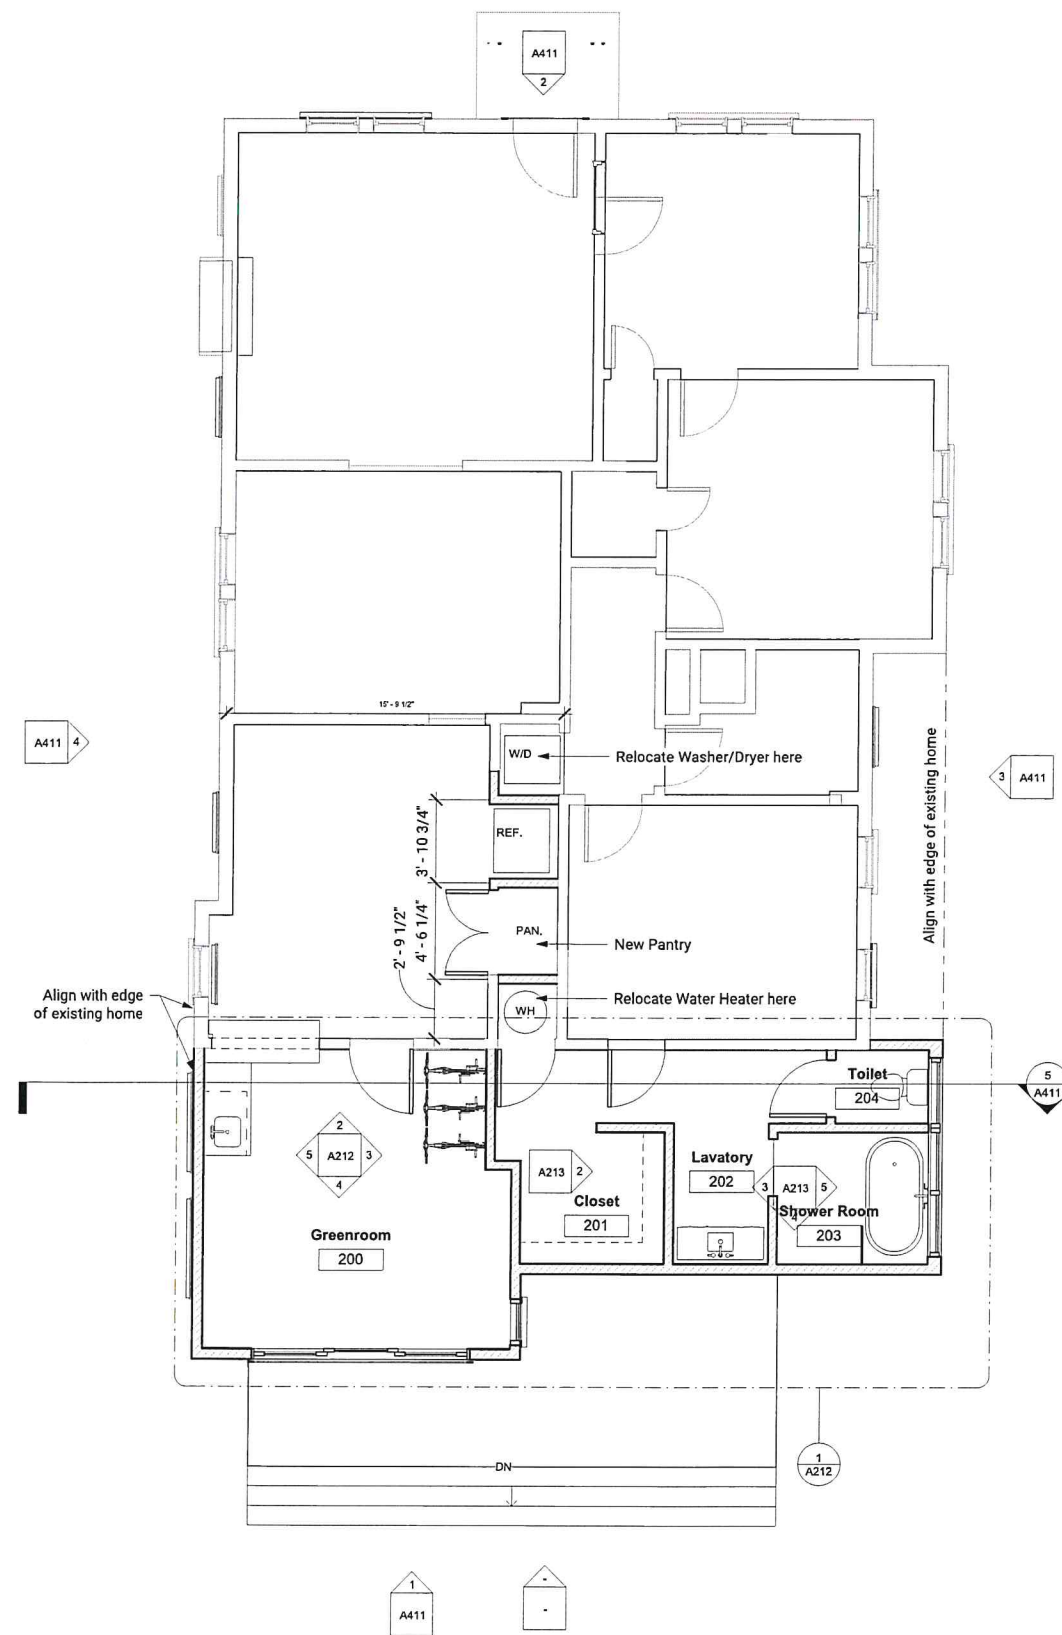 A411
2
15' - 9 1/2"
A411 4
W/D
Relocate Washer/Dryer here
3 A411
Align with edge of existing home
3' - 10 3/4"
REF.
2' - 9 1/2"
4' - 6 1/4"
PAN.
New Pantry
Align with edge
of existing home
WH
Relocate Water Heater here
Toilet
204
5
A411
2
5 A212 3
4
A213 2
Lavatory
202
3 A213 5
4
Closet
201
Shower Room
203
Greenroom
200
1
A212
DN
1
A411
-
-